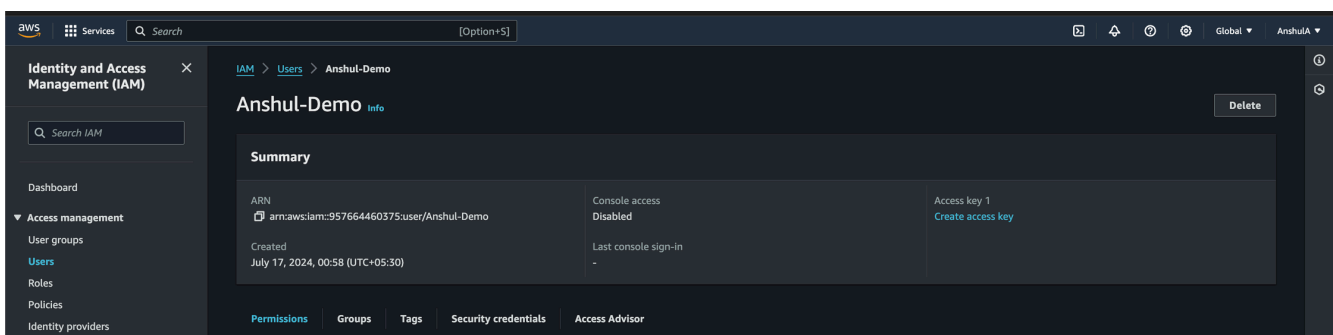 aws
Services
Search
[Option+S]
Global
AnshulA
Identity and Access
Management (IAM)
Search IAM
Dashboard
Access management
User groups
Users
Roles
Policies
Identity providers
IAM > Users > Anshul-Demo
Anshul-Demo Info
Delete
Summary
ARN
arn:aws:iam::957664460375:user/Anshul-Demo
Created
July 17, 2024, 00:58 (UTC+05:30)
Console access
Disabled
Last console sign-in
-
Access key 1
Create access key
Permissions
Groups
Tags
Security credentials
Access Advisor